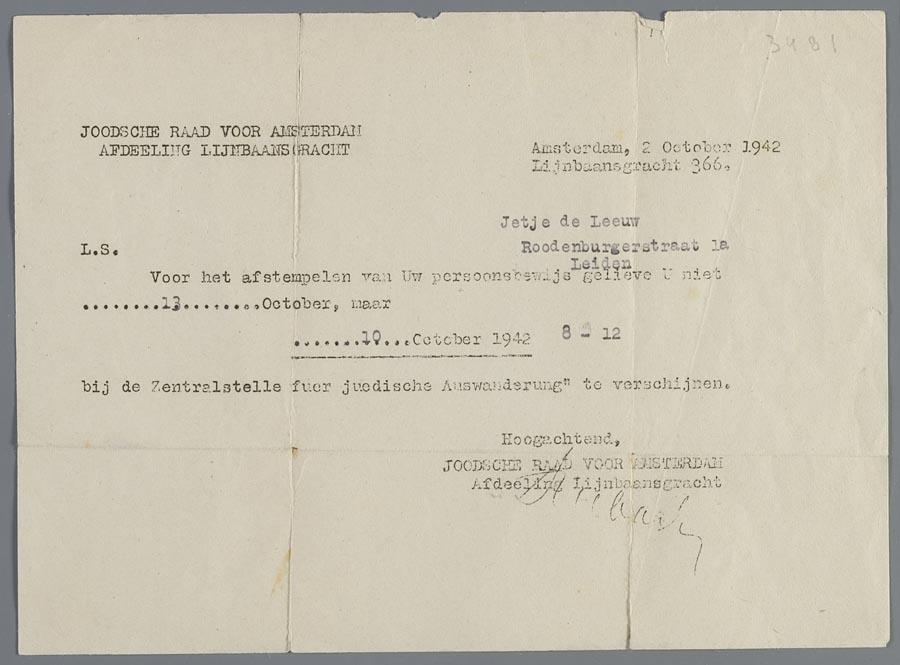 3481
JOODSCHE RAAD VOOR AMSTERDAM
AFDEELING LIJNBAANSGRACHT
Amsterdam, 2 October 1942
Lijnbaansgracht 366.
Jetje de Leeuw
Roodenburgerstraat 1a
Leiden
L.S.
Voor het afstempelen van Uw persoonsbewijs gelieve U niet
........13........October, maar
.......10...October 1942 8 - 12
bij de Zentralstelle fuer juedische Auswanderung" te verschijnen.
Hoogachtend,
JOODSCHE RAAD VOOR AMSTERDAM
Afdeeling Lijnbaansgracht